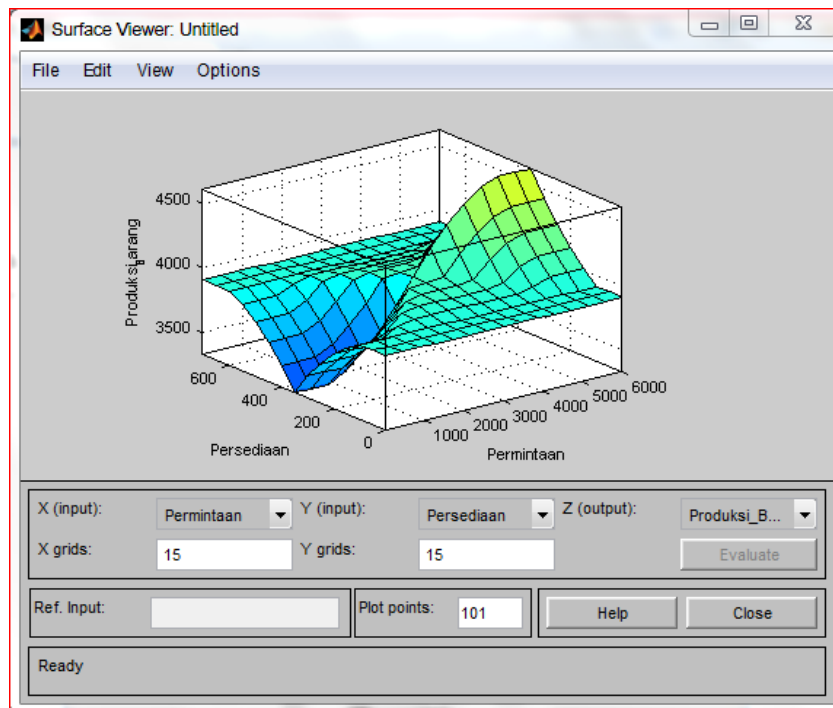 Surface Viewer: Untitled
File Edit View Options
4500
4000
3500
Produksi_Barang
600
400
200
0
Persediaan
1000
2000
3000
4000
5000
6000
Permintaan
X (input): Permintaan Y (input): Persediaan Z (output): Produksi_B...
X grids: 15 Y grids: 15 Evaluate
Ref. Input: Plot points: 101 Help Close
Ready